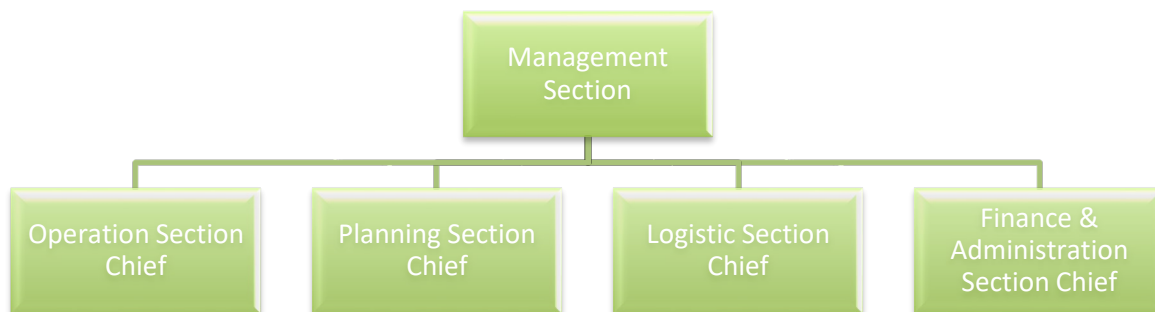 Management
Section
Operation Section
Chief
Planning Section
Chief
Logistic Section
Chief
Finance &
Administration
Section Chief